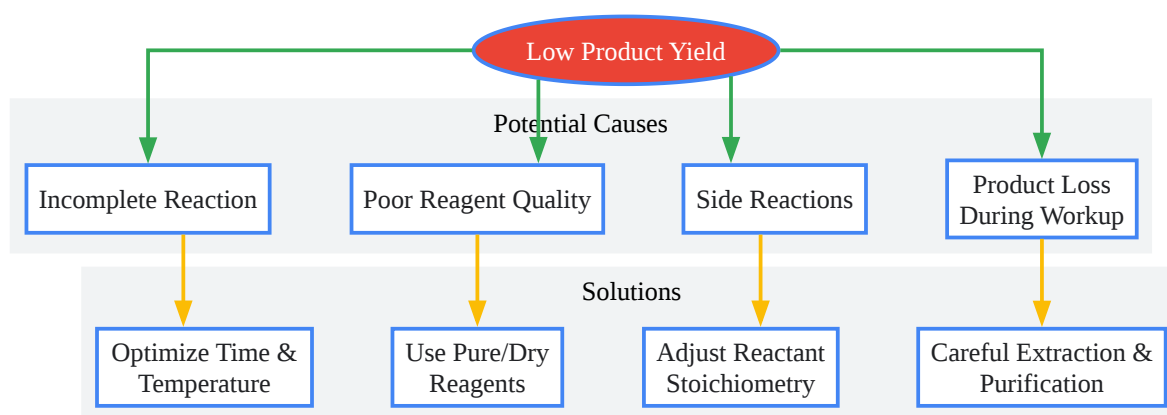 Low Product Yield
Potential Causes
Incomplete Reaction
Poor Reagent Quality
Side Reactions
Product Loss
During Workup
Solutions
Optimize Time &
Temperature
Use Pure/Dry
Reagents
Adjust Reactant
Stoichiometry
Careful Extraction &
Purification